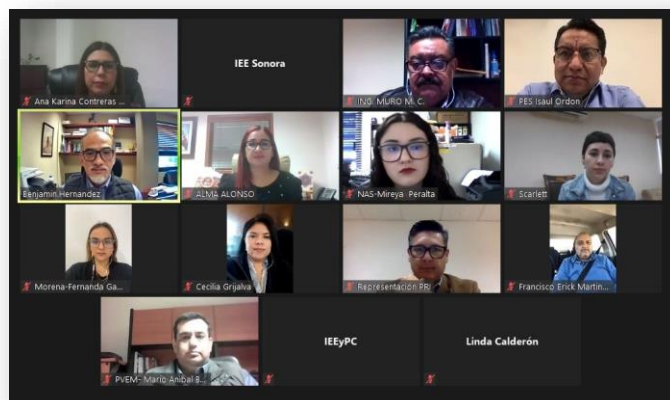 Ana Karina Contreras ...
IEE Sonora
ING. MURO M. C.
PES Isaul Ordon
Benjamin Hernandez
ALMA ALONSO
NAS-Mireya Peralta
Scarlett
Morena-Fernanda Ga...
Cecilia Grijalva
Representación PRI
Francisco Erick Martin...
PVEM- Mario Anibal B...
IEEyPC
Linda Calderón